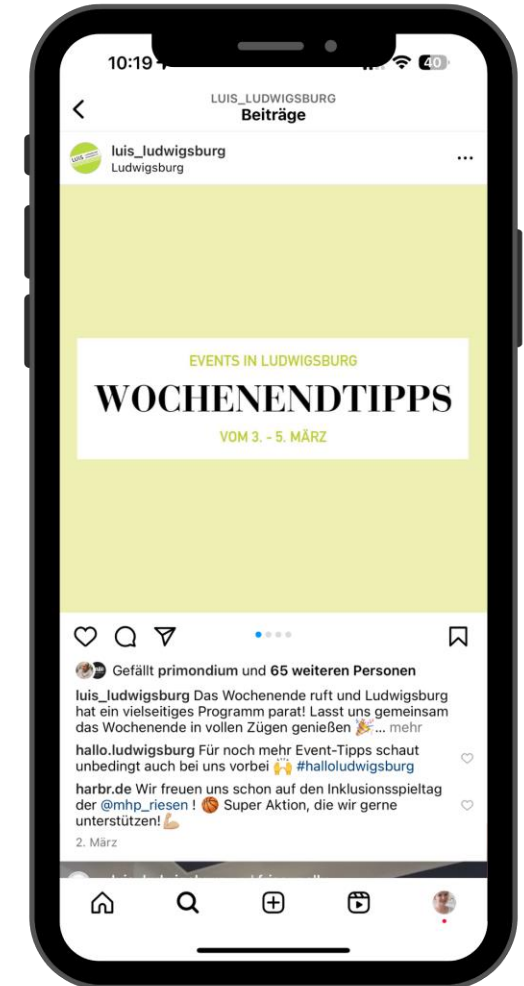 10:19
40
LUIS_LUDWIGSBURG
Beiträge
luis_ludwigsburg
Ludwigsburg
EVENTS IN LUDWIGSBURG
WOCHENENDTIPPS
VOM 3. - 5. MÄRZ
Gefällt primondium und 65 weiteren Personen
luis_ludwigsburg Das Wochenende ruft und Ludwigsburg
hat ein vielseitiges Programm parat! Lasst uns gemeinsam
das Wochenende in vollen Zügen genießen 🎉... mehr
hallo.ludwigsburg Für noch mehr Event-Tipps schaut
unbedingt auch bei uns vorbei 🙌 #halloludwigsburg
harbr.de Wir freuen uns schon auf den Inklusionsspieltag
der @mhp_riesen ! 🏀 Super Aktion, die wir gerne
unterstützen!💪🏼
2. März